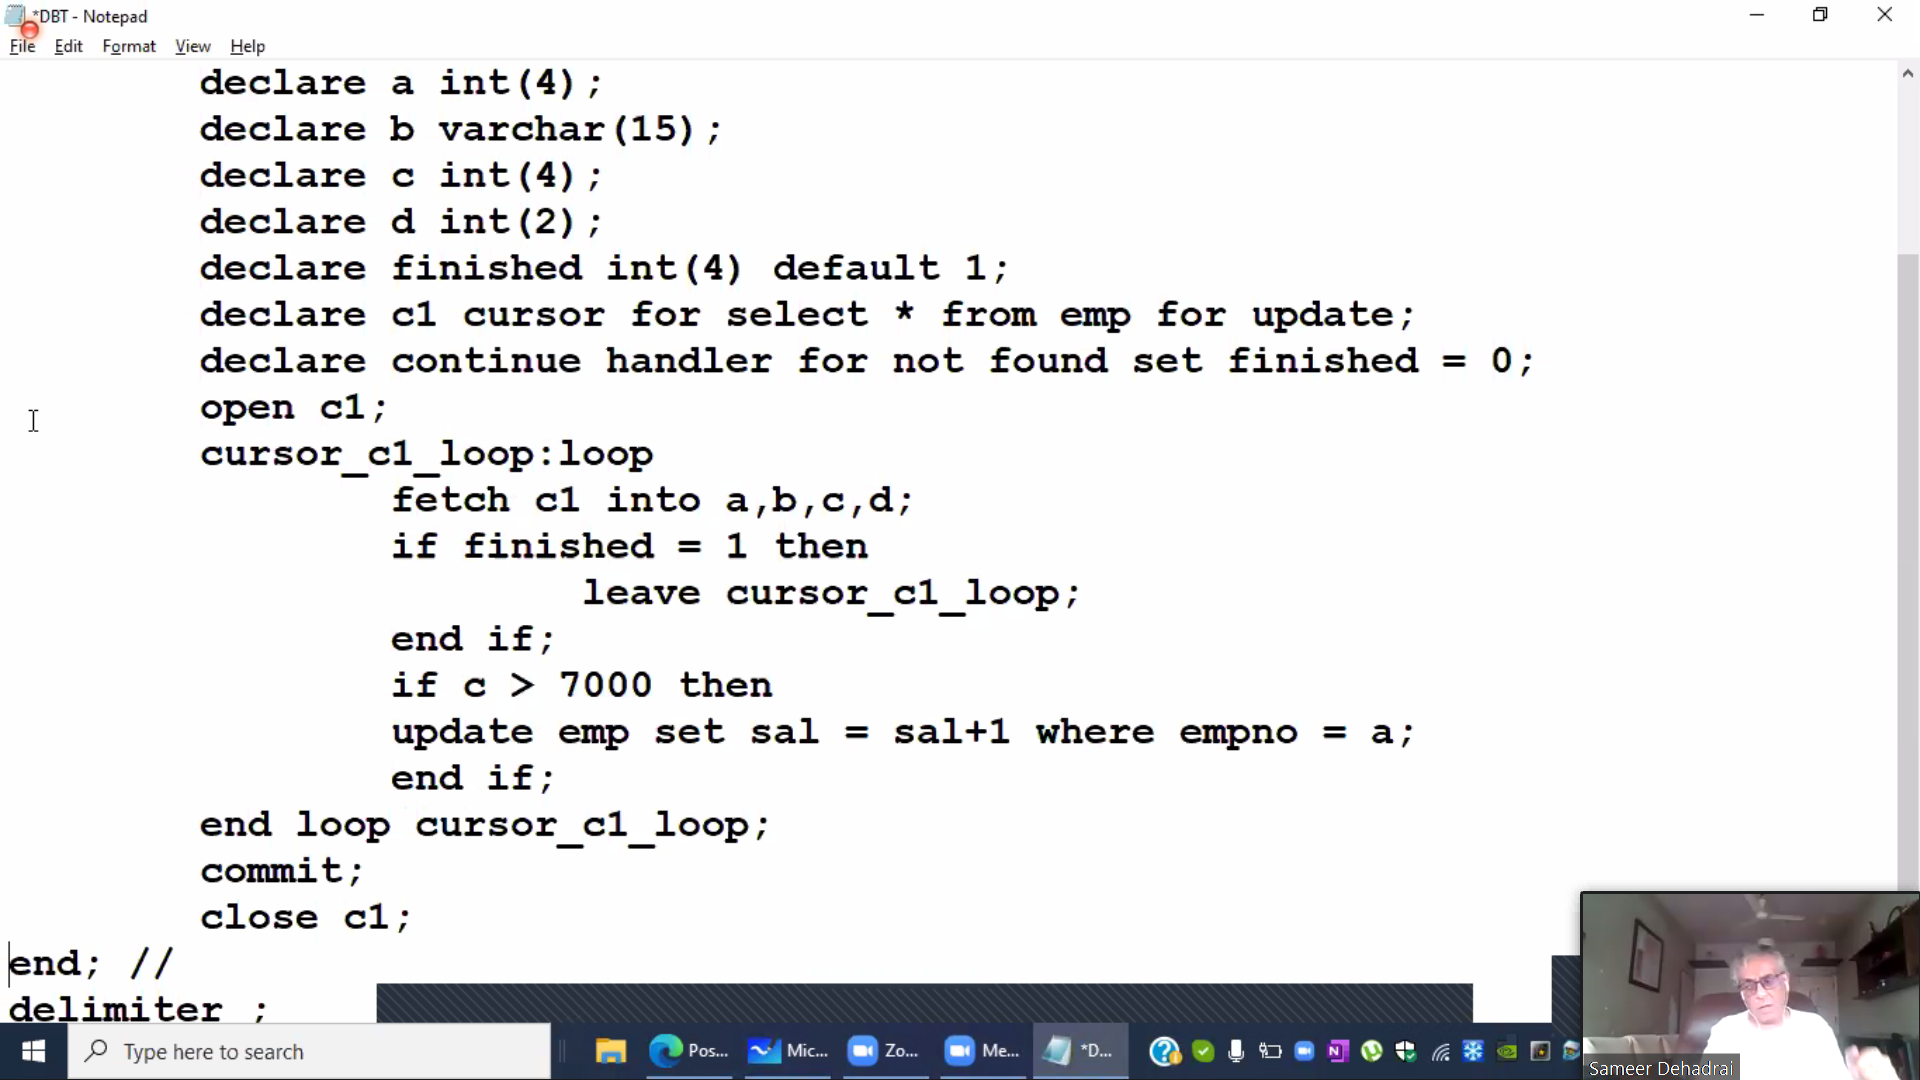 *DBT - Notepad
File Edit Format View Help
declare a int(4);
declare b varchar(15);
declare c int(4);
declare d int(2);
declare finished int(4) default 1;
declare c1 cursor for select * from emp for update;
declare continue handler for not found set finished = 0;
open c1;
cursor_c1_loop:loop
fetch c1 into a,b,c,d;
if finished = 1 then
leave cursor_c1_loop;
end if;
if c > 7000 then
update emp set sal = sal+1 where empno = a;
end if;
end loop cursor_c1_loop;
commit;
close c1;
end; //
delimiter ;
Type here to search
Pos...
Mic...
Zo...
Me...
*D...
Sameer Dehadrai